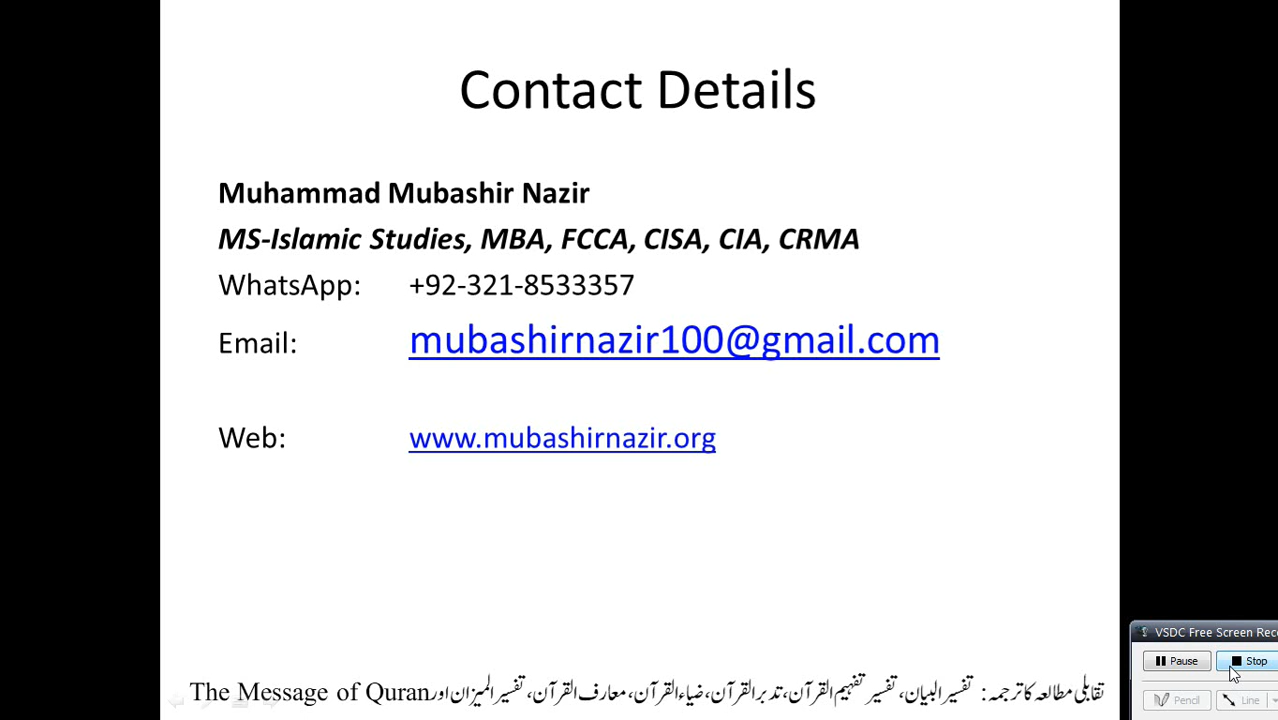 Contact Details
Muhammad Mubashir Nazir
MS-Islamic Studies, MBA, FCCA, CISA, CIA, CRMA
WhatsApp: +92-321-8533357
Email: mubashirnazir100@gmail.com
Web: www.mubashirnazir.org
تقابلی مطالعہ کا ترجمہ: تفسیر البیان، تفسیر تفہیم القرآن، تدبر القرآن، ضیاء القرآن، معارف القرآن، تفسیر المیزان اور The Message of Quran
VSDC Free Screen Rec
Pause Stop
Pencil Line